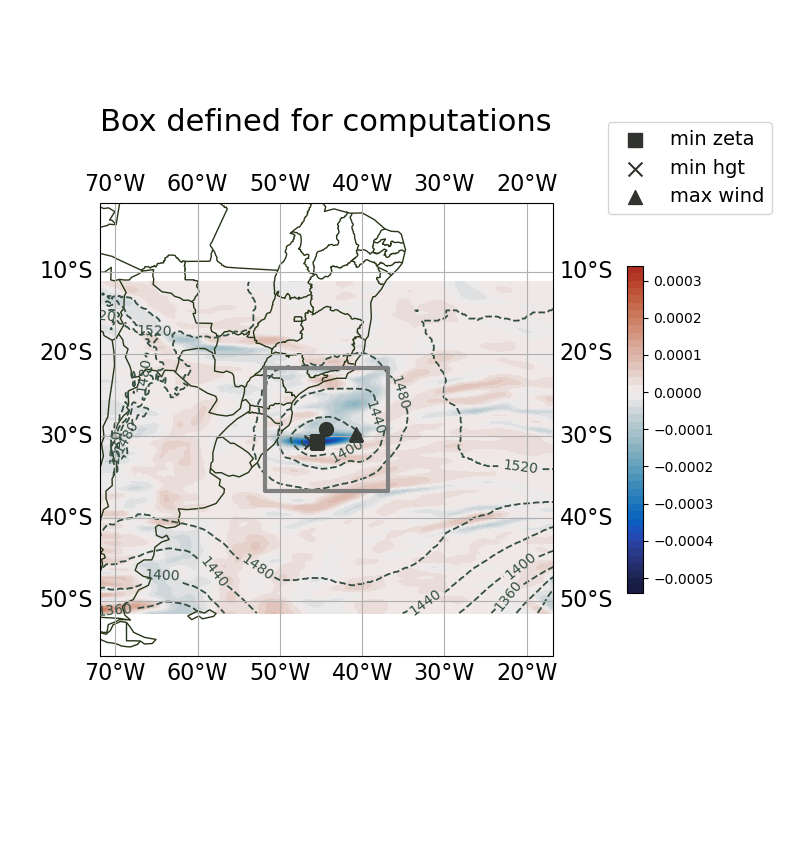 Box defined for computations
min zeta
min hgt
max wind
70°W 60°W 50°W 40°W 30°W 20°W
10°S 10°S
20°S 20°S
30°S 30°S
40°S 40°S
50°S 50°S
70°W 60°W 50°W 40°W 30°W 20°W
0.0003
0.0002
0.0001
0.0000
−0.0001
−0.0002
−0.0003
−0.0004
−0.0005
20
1520
1480
1480
1480
1440
1400
1520
1400
1440
1480
1360
1440
1400
1360